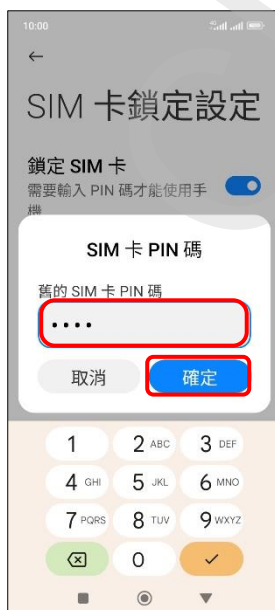 10:00
SIM 卡鎖定設定
鎖定 SIM 卡
需要輸入 PIN 碼才能使用手
機
SIM 卡 PIN 碼
舊的 SIM 卡 PIN 碼
••••
取消 確定
1 2 ABC 3 DEF
4 GHI 5 JKL 6 MNO
7 PQRS 8 TUV 9 WXYZ
0